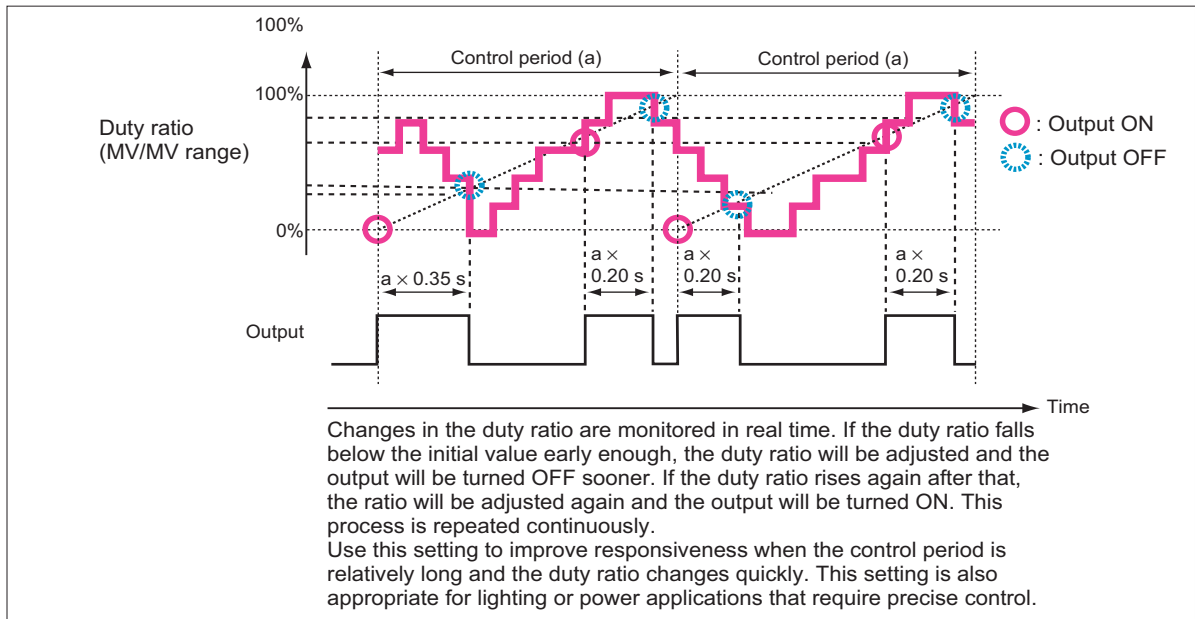 100%
Control period (a)
Control period (a)
100%
Duty ratio
(MV/MV range)
: Output ON
: Output OFF
0%
a × 0.35 s
a ×
0.20 s
a ×
0.20 s
a ×
0.20 s
Output
Time
Changes in the duty ratio are monitored in real time. If the duty ratio falls
below the initial value early enough, the duty ratio will be adjusted and the
output will be turned OFF sooner. If the duty ratio rises again after that,
the ratio will be adjusted again and the output will be turned ON. This
process is repeated continuously.
Use this setting to improve responsiveness when the control period is
relatively long and the duty ratio changes quickly. This setting is also
appropriate for lighting or power applications that require precise control.